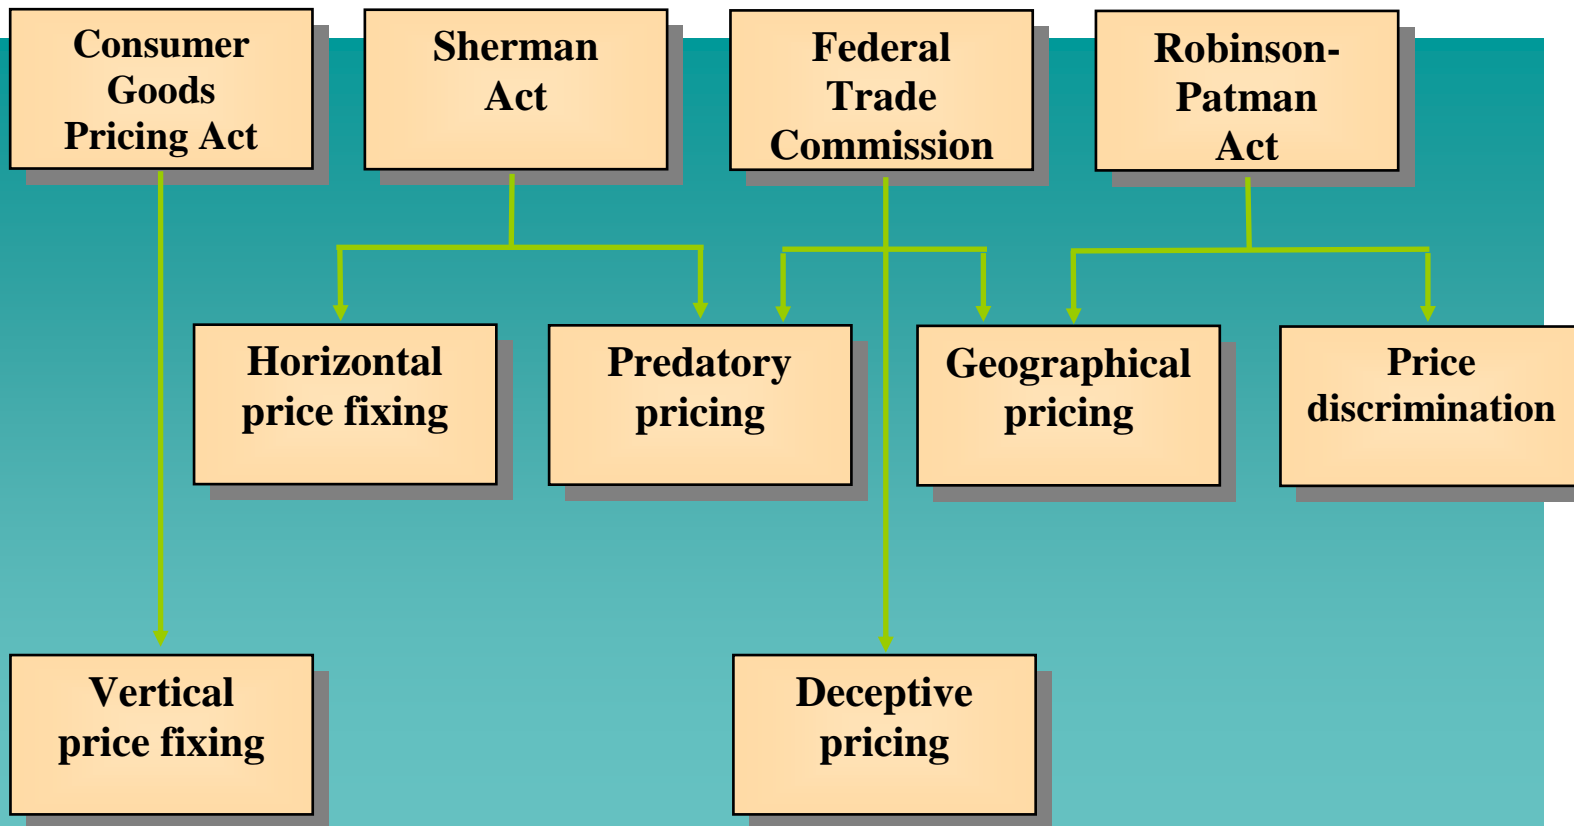 Consumer
Goods
Pricing Act
Sherman
Act
Federal
Trade
Commission
Robinson-
Patman
Act
Horizontal
price fixing
Predatory
pricing
Geographical
pricing
Price
discrimination
Vertical
price fixing
Deceptive
pricing